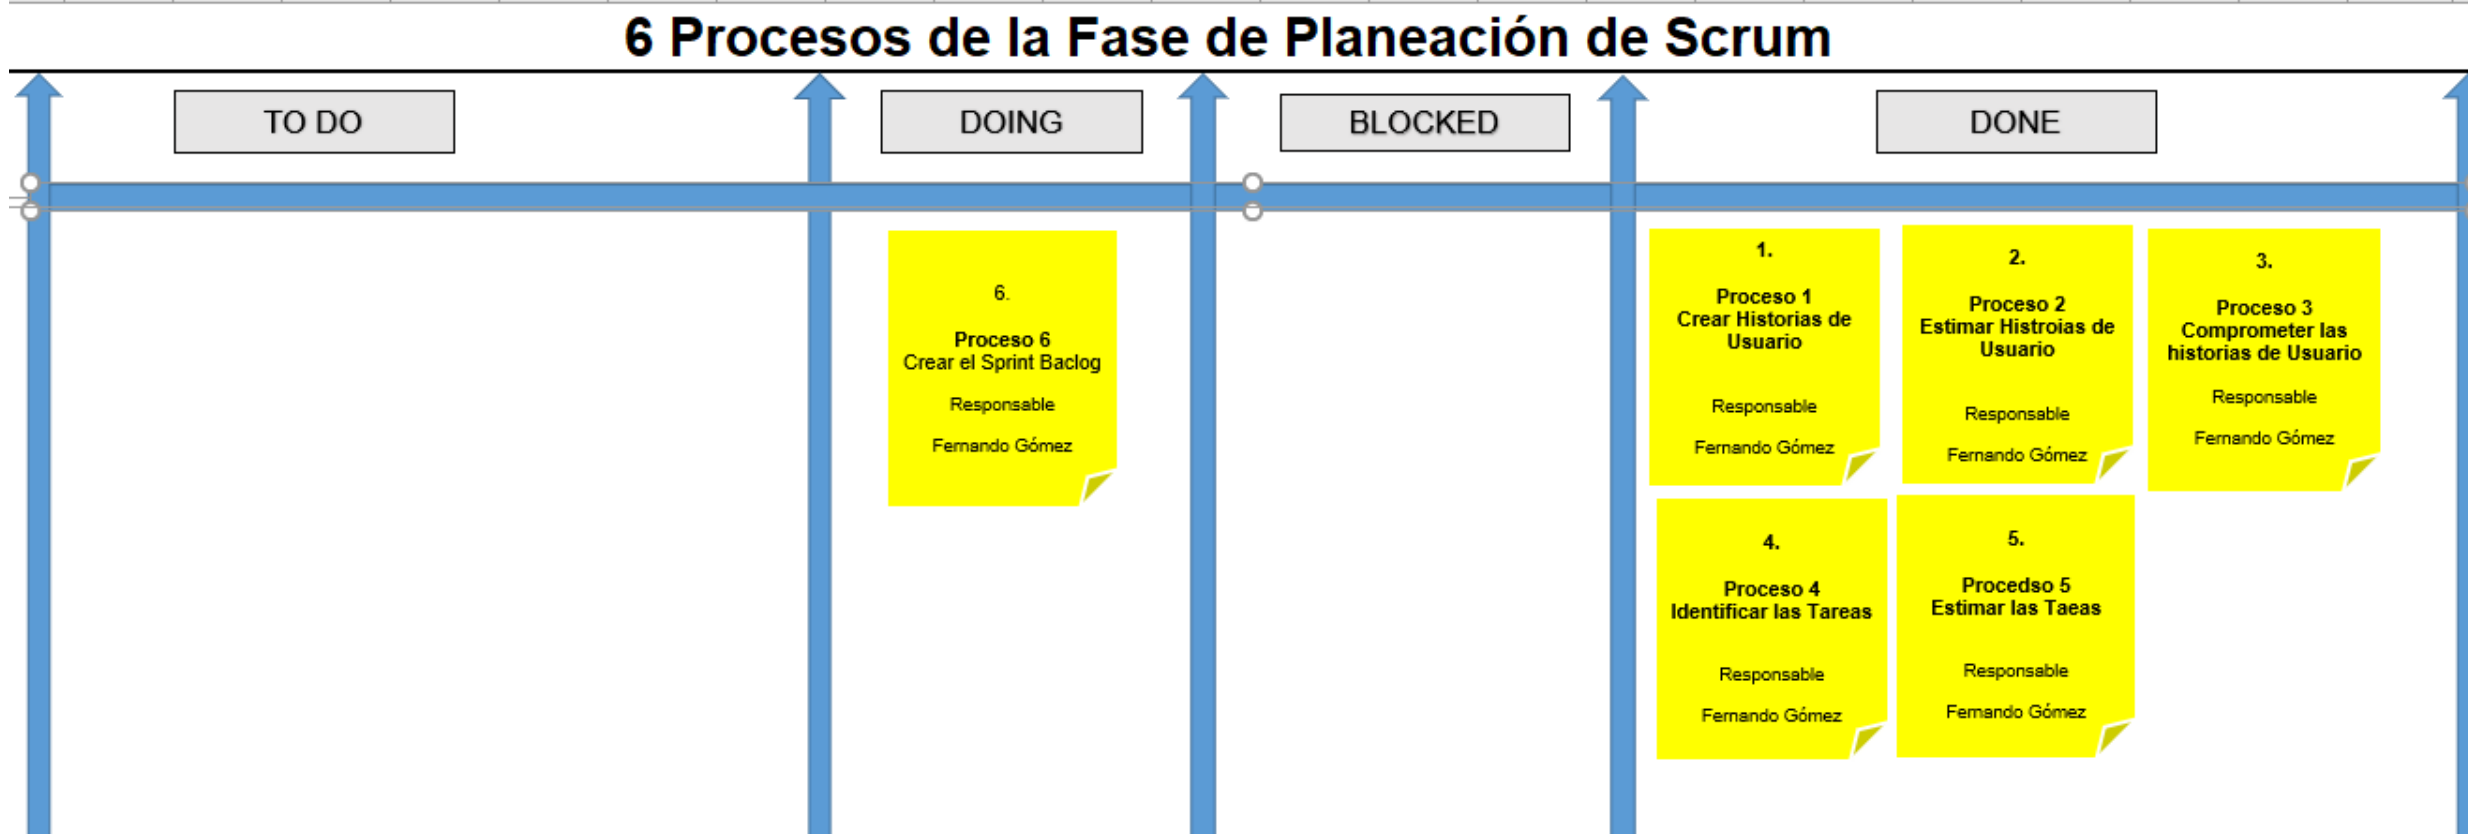 6 Procesos de la Fase de Planeación de Scrum
TO DO
DOING
BLOCKED
DONE
6.
Proceso 6
Crear el Sprint Baclog
Responsable
Fernando Gómez
1.
Proceso 1
Crear Historias de
Usuario
Responsable
Fernando Gómez
2.
Proceso 2
Estimar Histroias de
Usuario
Responsable
Fernando Gómez
3.
Proceso 3
Comprometer las
historias de Usuario
Responsable
Fernando Gómez
4.
Proceso 4
Identificar las Tareas
Responsable
Fernando Gómez
5.
Procedso 5
Estimar las Taeas
Responsable
Fernando Gómez